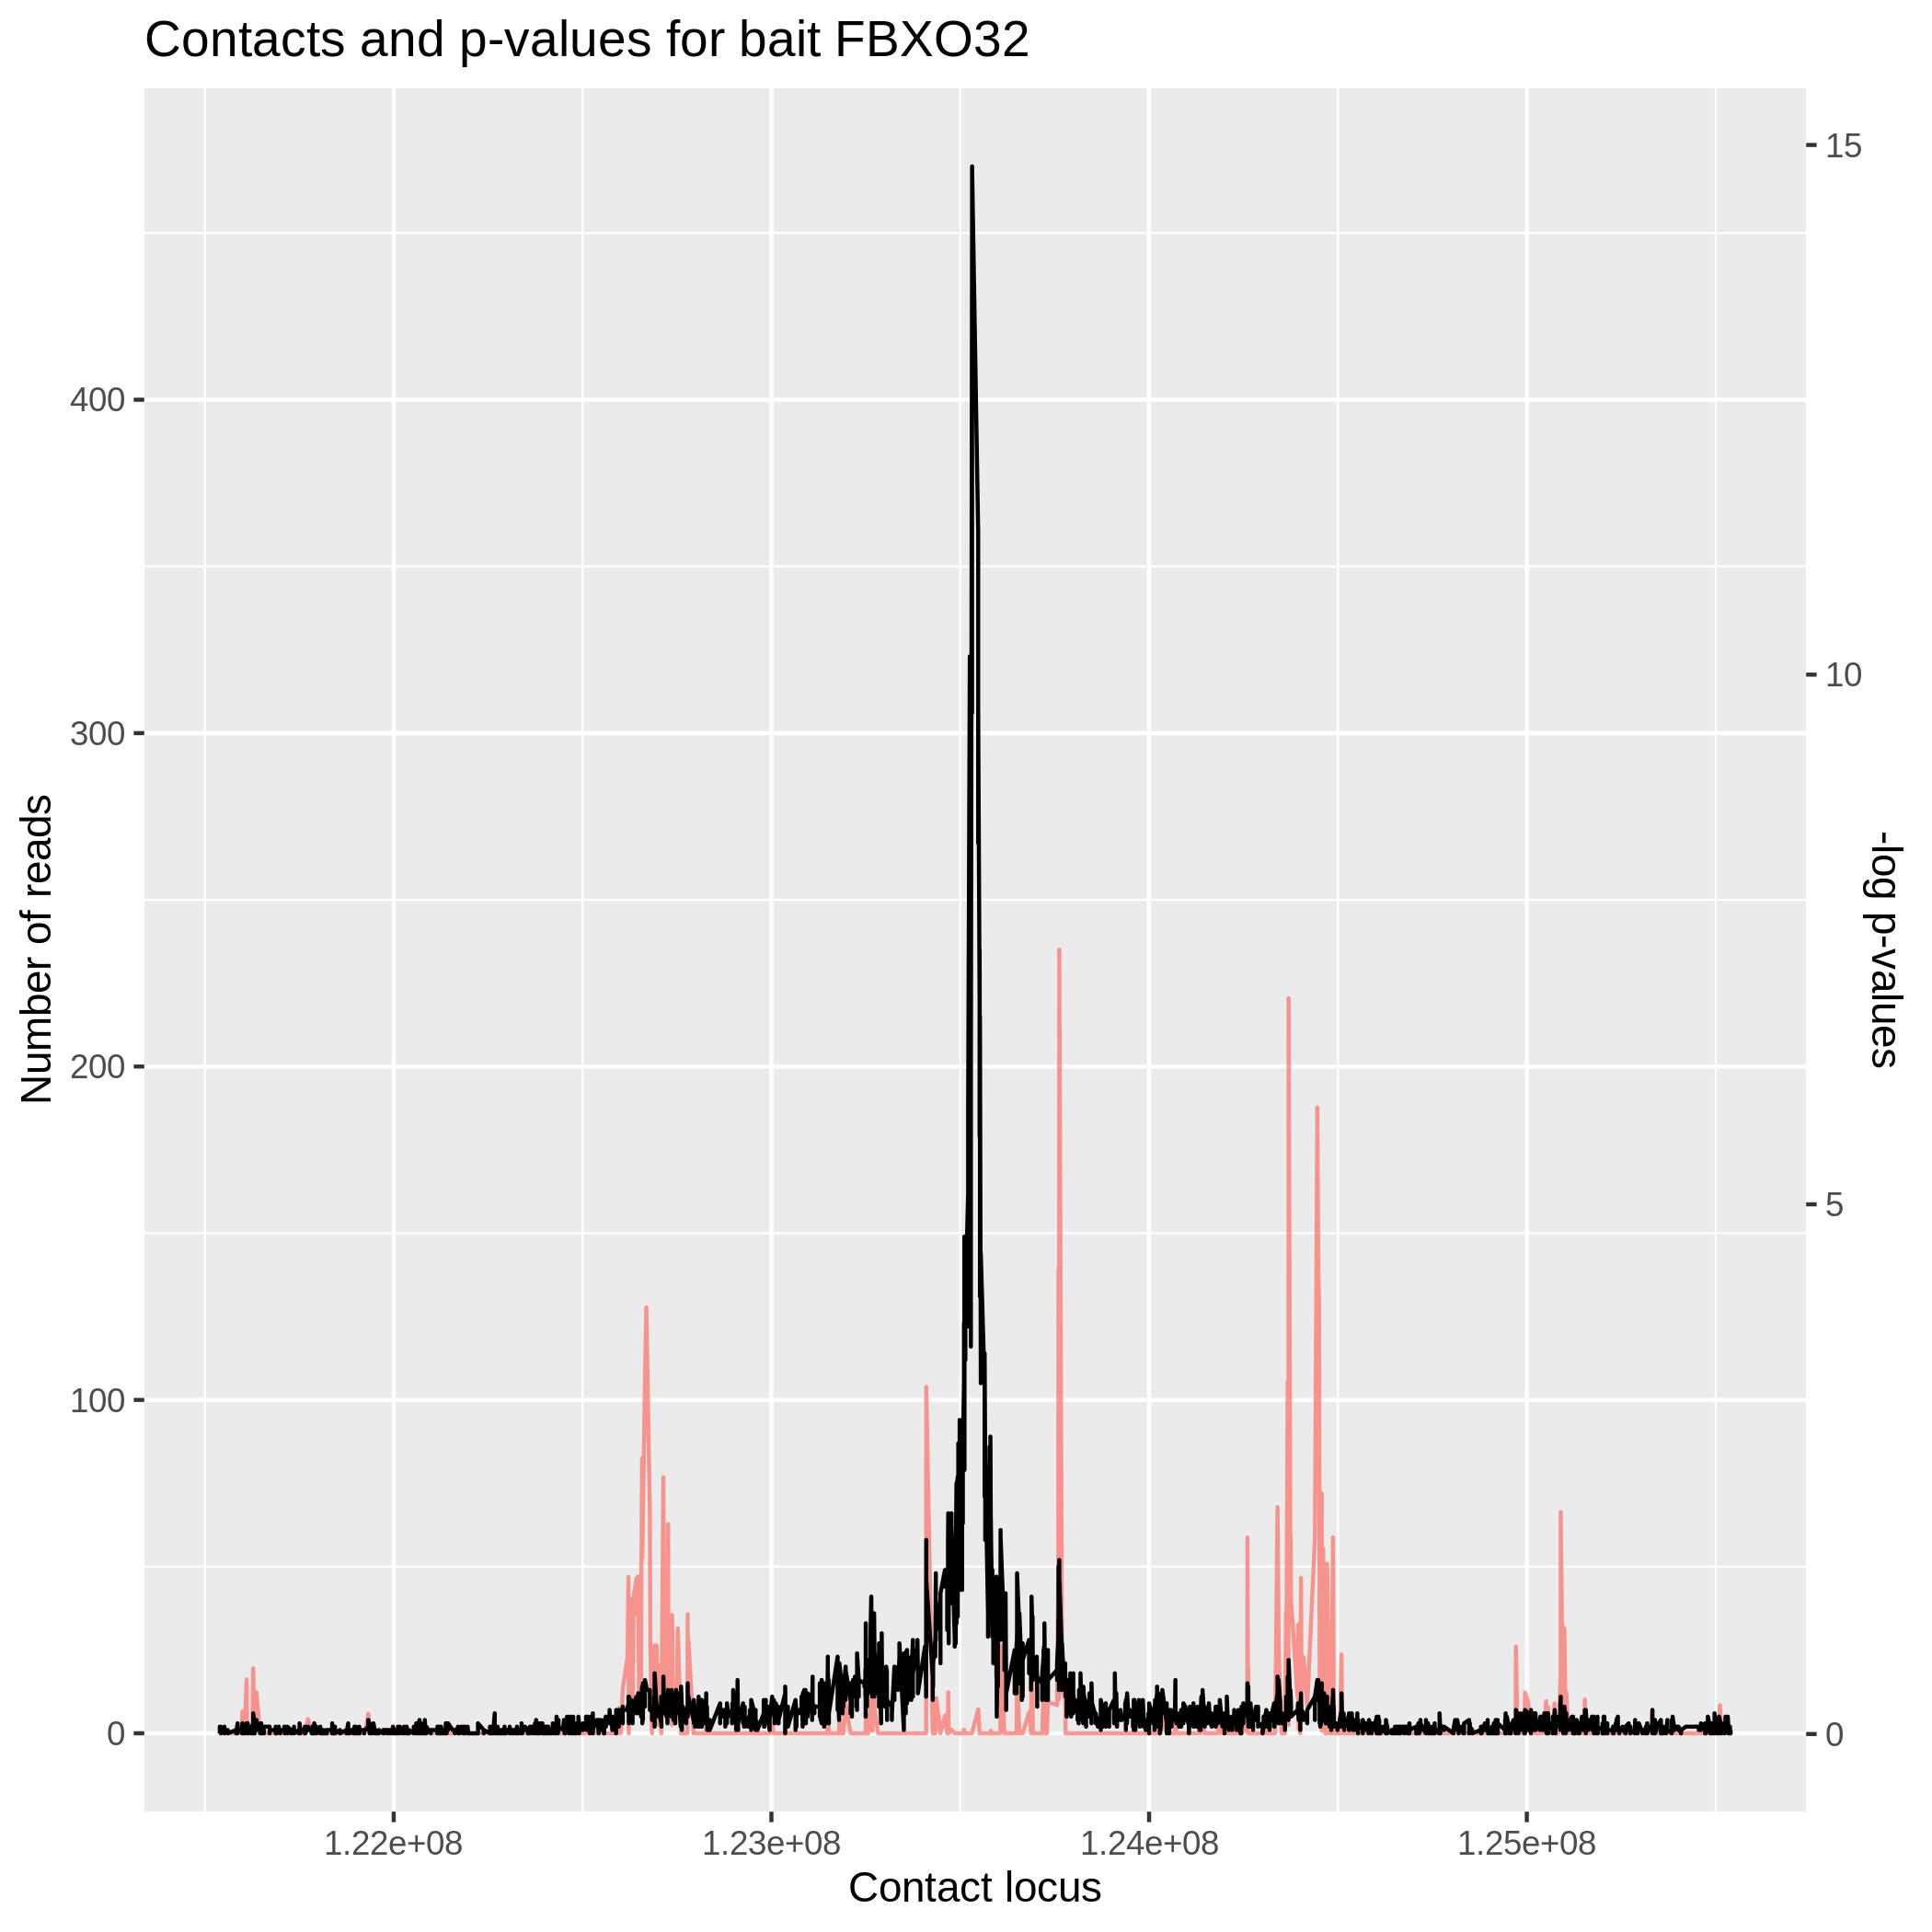 Contacts and p-values for bait FBXO32
15
400
10
300
Number of reads
-log p-values
200
5
100
0
0
1.22e+08
1.23e+08
1.24e+08
1.25e+08
Contact locus